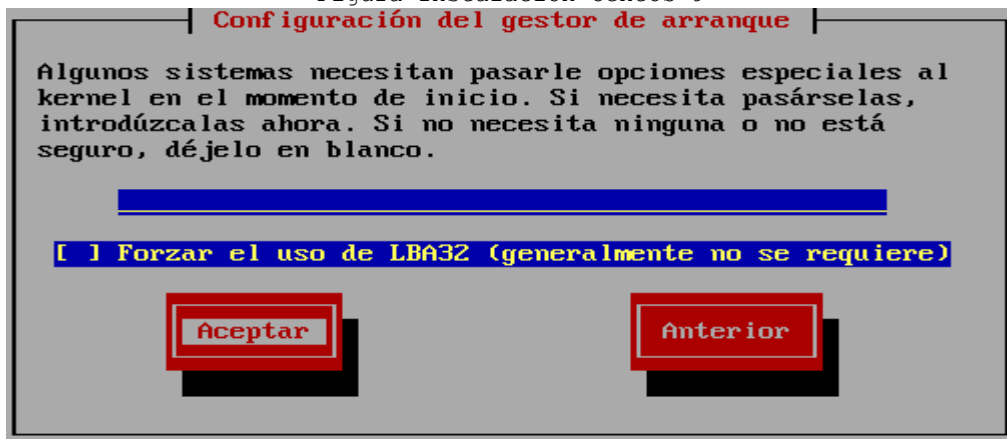 Configuración del gestor de arranque
Algunos sistemas necesitan pasarle opciones especiales al
kernel en el momento de inicio. Si necesita pasárselas,
introdúzcalas ahora. Si no necesita ninguna o no está
seguro, déjelo en blanco.
[ ] Forzar el uso de LBA32 (generalmente no se requiere)
Aceptar
Anterior